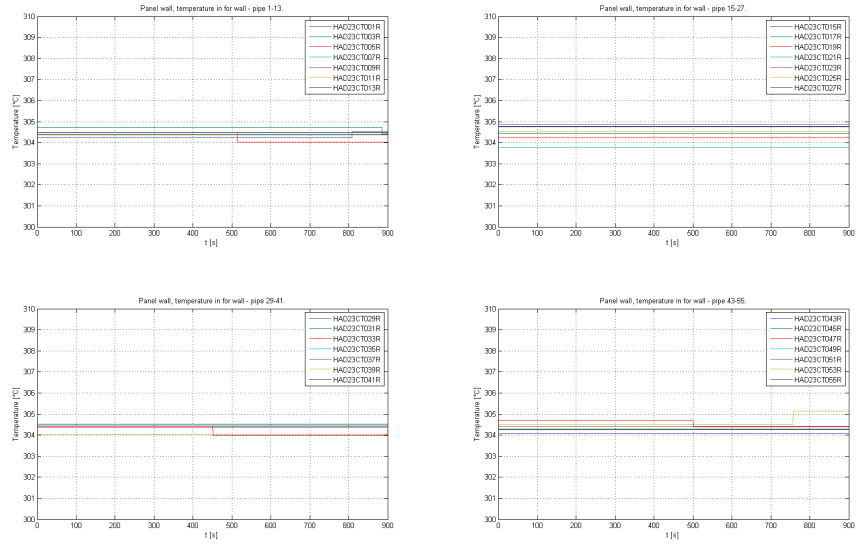 Panel wall, temperature in for wall - pipe 1-13.
310
309
308
307
306
305
304
303
302
301
300
Temperature [°C]
HAD23CT001R
HAD23CT003R
HAD23CT005R
HAD23CT007R
HAD23CT009R
HAD23CT011R
HAD23CT013R
0 100 200 300 400 500 600 700 800 900
t [s]
Panel wall, temperature in for wall - pipe 15-27.
310
309
308
307
306
305
304
303
302
301
300
Temperature [°C]
HAD23CT015R
HAD23CT017R
HAD23CT019R
HAD23CT021R
HAD23CT023R
HAD23CT025R
HAD23CT027R
0 100 200 300 400 500 600 700 800 900
t [s]
Panel wall, temperature in for wall - pipe 29-41.
310
309
308
307
306
305
304
303
302
301
300
Temperature [°C]
HAD23CT029R
HAD23CT031R
HAD23CT033R
HAD23CT035R
HAD23CT037R
HAD23CT039R
HAD23CT041R
0 100 200 300 400 500 600 700 800 900
t [s]
Panel wall, temperature in for wall - pipe 43-55.
310
309
308
307
306
305
304
303
302
301
300
Temperature [°C]
HAD23CT043R
HAD23CT045R
HAD23CT047R
HAD23CT049R
HAD23CT051R
HAD23CT053R
HAD23CT055R
0 100 200 300 400 500 600 700 800 900
t [s]